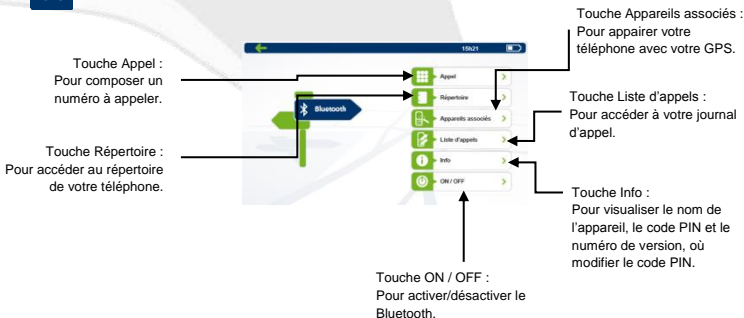 Touche Appareils associés :
Pour appairer votre
téléphone avec votre GPS.
15h21
Touche Appel :
Pour composer un
numéro à appeler.
Appel
Répertoire
Bluetooth
Appareils associés
Touche Liste d'appels :
Pour accéder à votre journal
d'appel.
Liste d'appels
Touche Répertoire :
Pour accéder au répertoire
de votre téléphone.
Info
ON / OFF
Touche Info :
Pour visualiser le nom de
l'appareil, le code PIN et le
numéro de version, où
modifier le code PIN.
Touche ON / OFF :
Pour activer/désactiver le
Bluetooth.